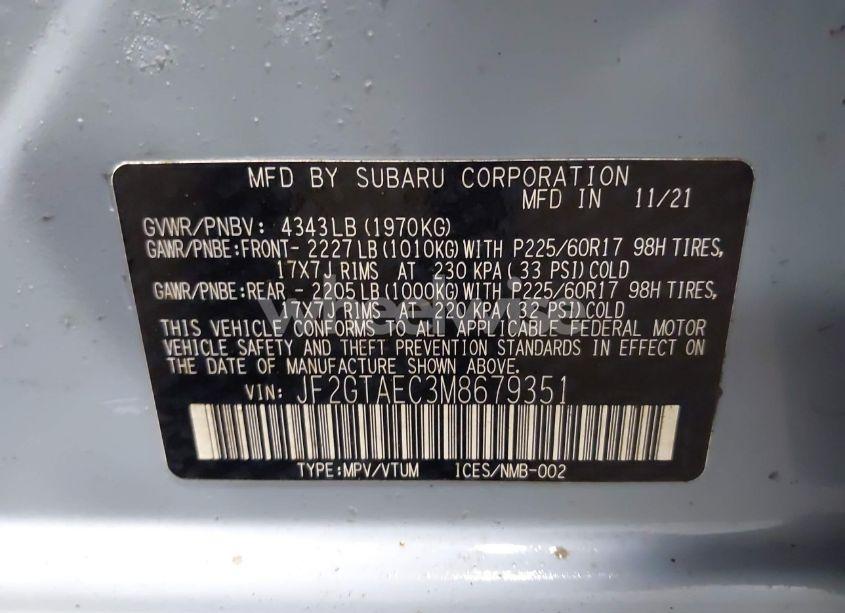 MFD BY SUBARU CORPORATION
MFD IN 11/21
GVWR/PNBV: 4343LB(1970KG)
GAWR/PNBE:FRONT- 2227LB(1010KG)WITH P225/60R17 98H TIRES,
17X7J RIMS AT 230 KPA(33 PSI)COLD
GAWR/PNBE:REAR - 2205LB(1000KG)WITH P225/60R17 98H TIRES,
17X7J RIMS AT 220 KPA(32 PSI)COLD
THIS VEHICLE CONFORMS TO ALL APPLICABLE FEDERAL MOTOR
VEHICLE SAFETY AND THEFT PREVENTION STANDARDS IN EFFECT ON
THE DATE OF MANUFACTURE SHOWN ABOVE.
VIN: JF2GTAEC3M8679351
TYPE:MPV/VTUM ICES/NMB-002